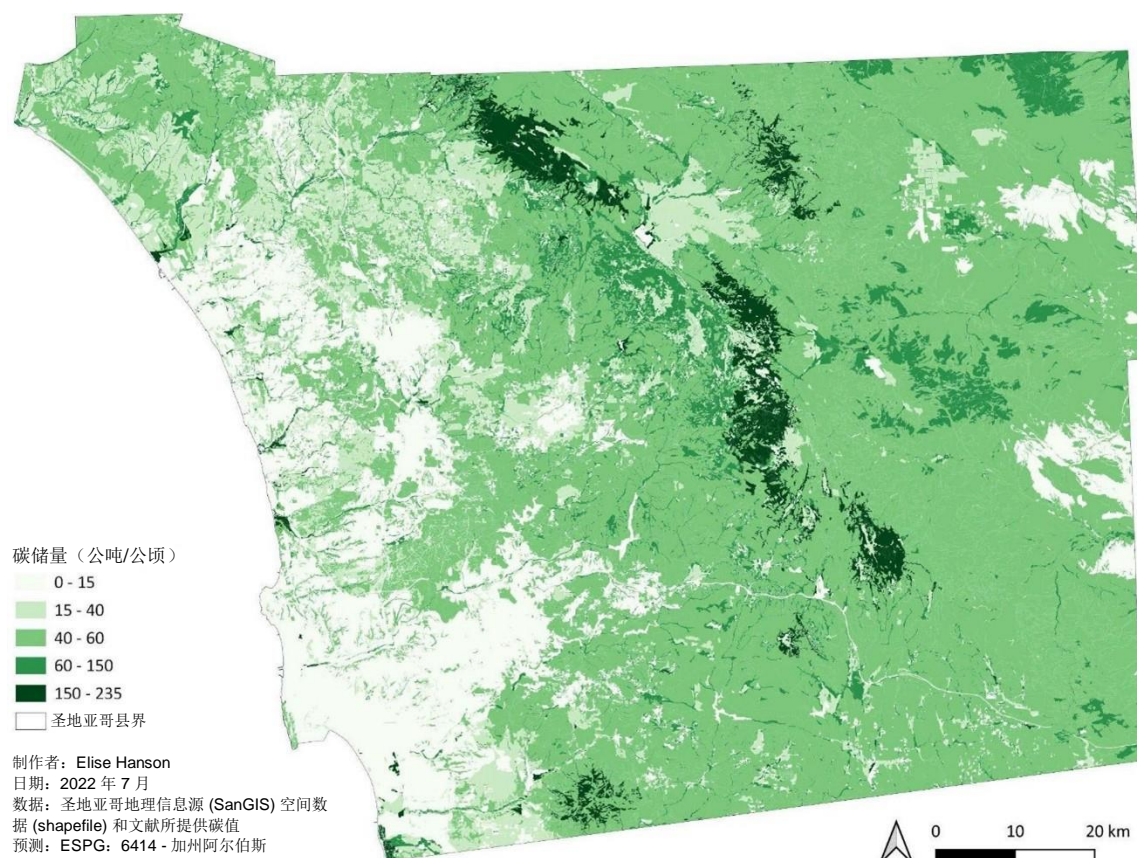 碳储量（公吨/公顷）
0 - 15
15 - 40
40 - 60
60 - 150
150 - 235
圣地亚哥县界
制作者：Elise Hanson
日期：2022 年 7 月
数据：圣地亚哥地理信息源 (SanGIS) 空间数
据 (shapefile) 和文献所提供碳值
预测：ESPG：6414 - 加州阿尔伯斯
0 10 20 km